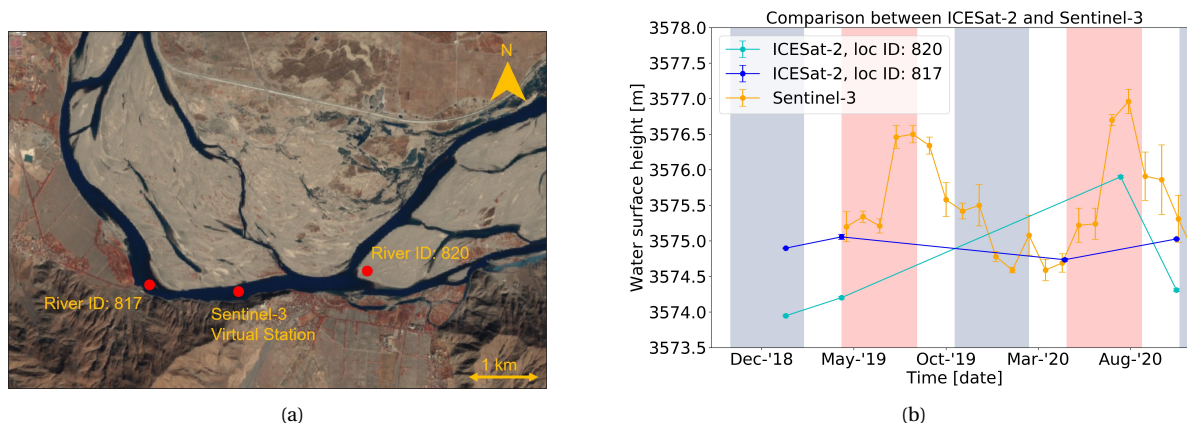 N
River ID: 820
River ID: 817
Sentinel-3
Virtual Station
1 km
(a)
Comparison between ICESat-2 and Sentinel-3
ICESat-2, loc ID: 820
ICESat-2, loc ID: 817
Sentinel-3
Water surface height [m]
3578.0
3577.5
3577.0
3576.5
3576.0
3575.5
3575.0
3574.5
3574.0
3573.5
Dec-'18 May-'19 Oct-'19 Mar-'20 Aug-'20
Time [date]
(b)